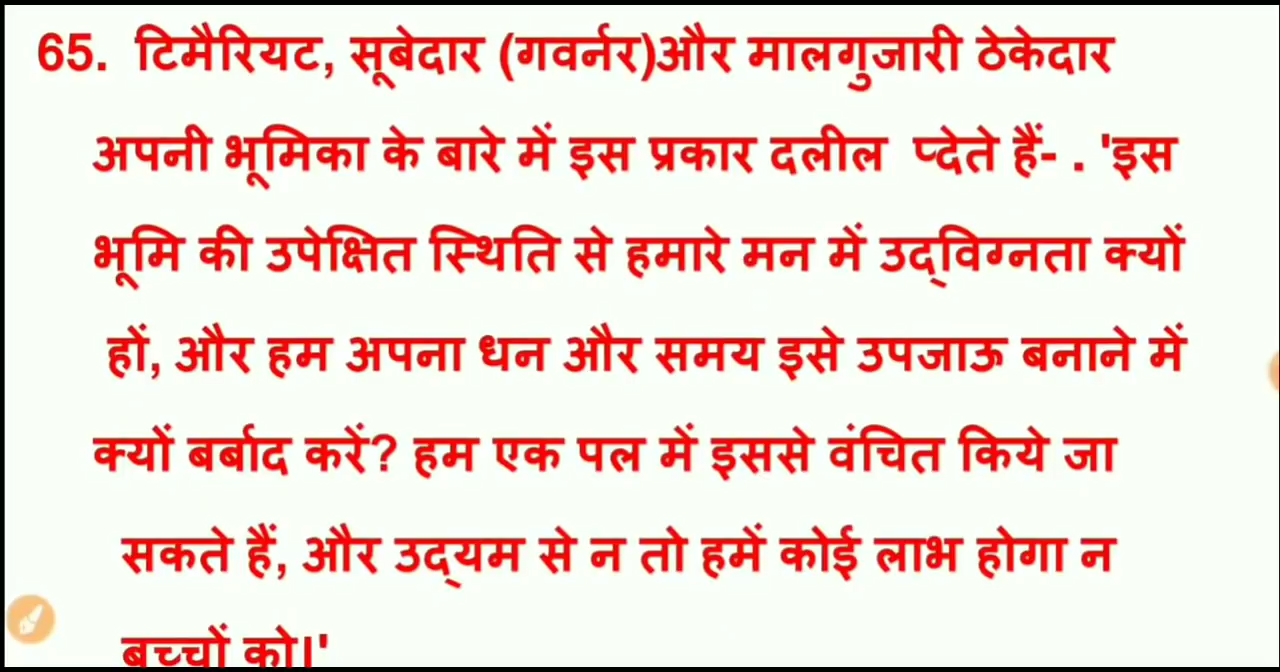 65. टिमैरियट, सूबेदार (गवर्नर)और मालगुजारी ठेकेदार
अपनी भूमिका के बारे में इस प्रकार दलील प्देते हैं- . 'इस
भूमि की उपेक्षित स्थिति से हमारे मन में उद्विग्नता क्यों
हों, और हम अपना धन और समय इसे उपजाऊ बनाने में
क्यों बर्बाद करें? हम एक पल में इससे वंचित किये जा
सकते हैं, और उद्यम से न तो हमें कोई लाभ होगा न
बच्चों को।'